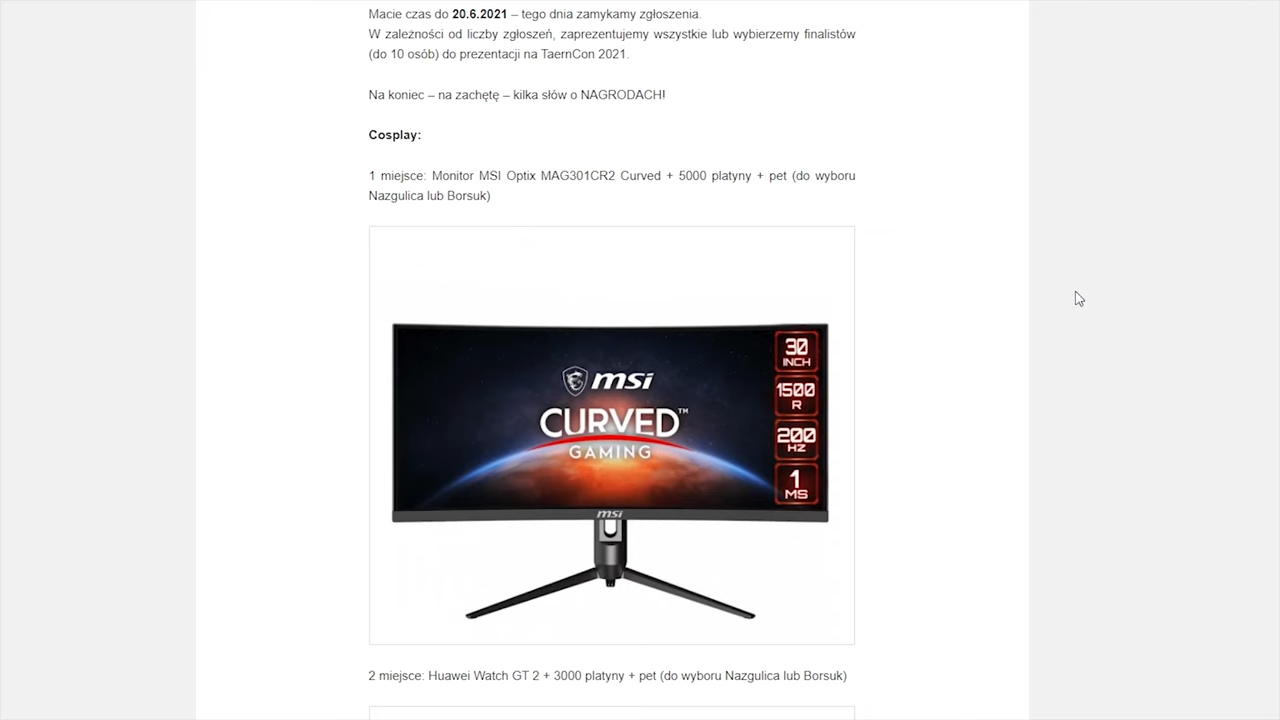 Macie czas do 20.6.2021 – tego dnia zamykamy zgłoszenia.
W zależności od liczby zgłoszeń, zaprezentujemy wszystkie lub wybierzemy finalistów
(do 10 osób) do prezentacji na TaernCon 2021.
Na koniec – na zachętę – kilka słów o NAGRODACH!
Cosplay:
1 miejsce: Monitor MSI Optix MAG301CR2 Curved + 5000 platyny + pet (do wyboru
Nazgulica lub Borsuk)
msi
CURVED™
GAMING
30
INCH
1500
R
200
HZ
1
MS
msi
2 miejsce: Huawei Watch GT 2 + 3000 platyny + pet (do wyboru Nazgulica lub Borsuk)